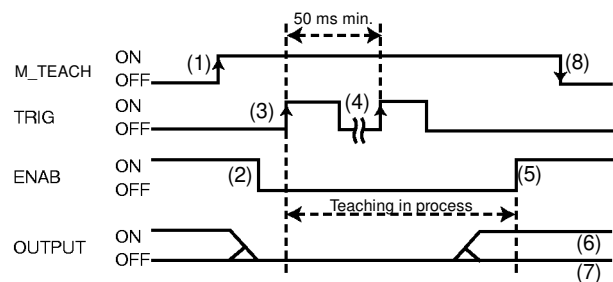 50 ms min.
M_TEACH
ON
OFF
(1)
(8)
TRIG
ON
OFF
(3)
(4)
ENAB
ON
OFF
(2)
(5)
Teaching in process
OUTPUT
ON
OFF
(6)
(7)